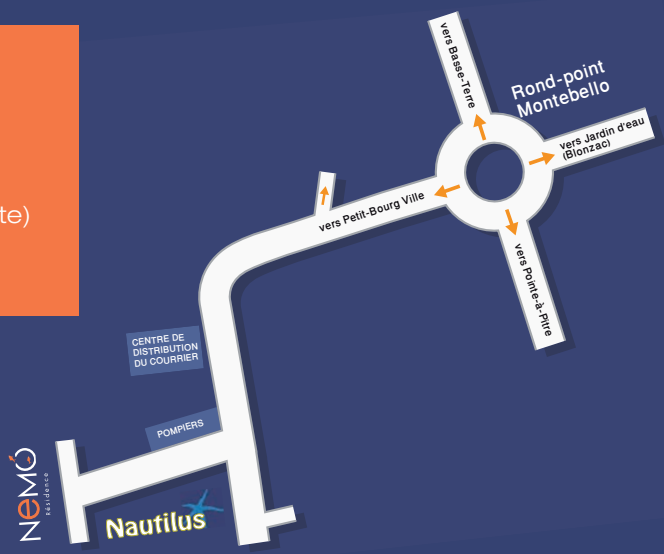 te)
Rond-point
Montebello
vers Basse-Terre
vers Jardin d'eau
(Blonzac)
vers Petit-Bourg Ville
vers Pointe-à-Pitre
CENTRE DE
DISTRIBUTION
DU COURRIER
POMPIERS
NeMÓ
Résidence
Nautilus